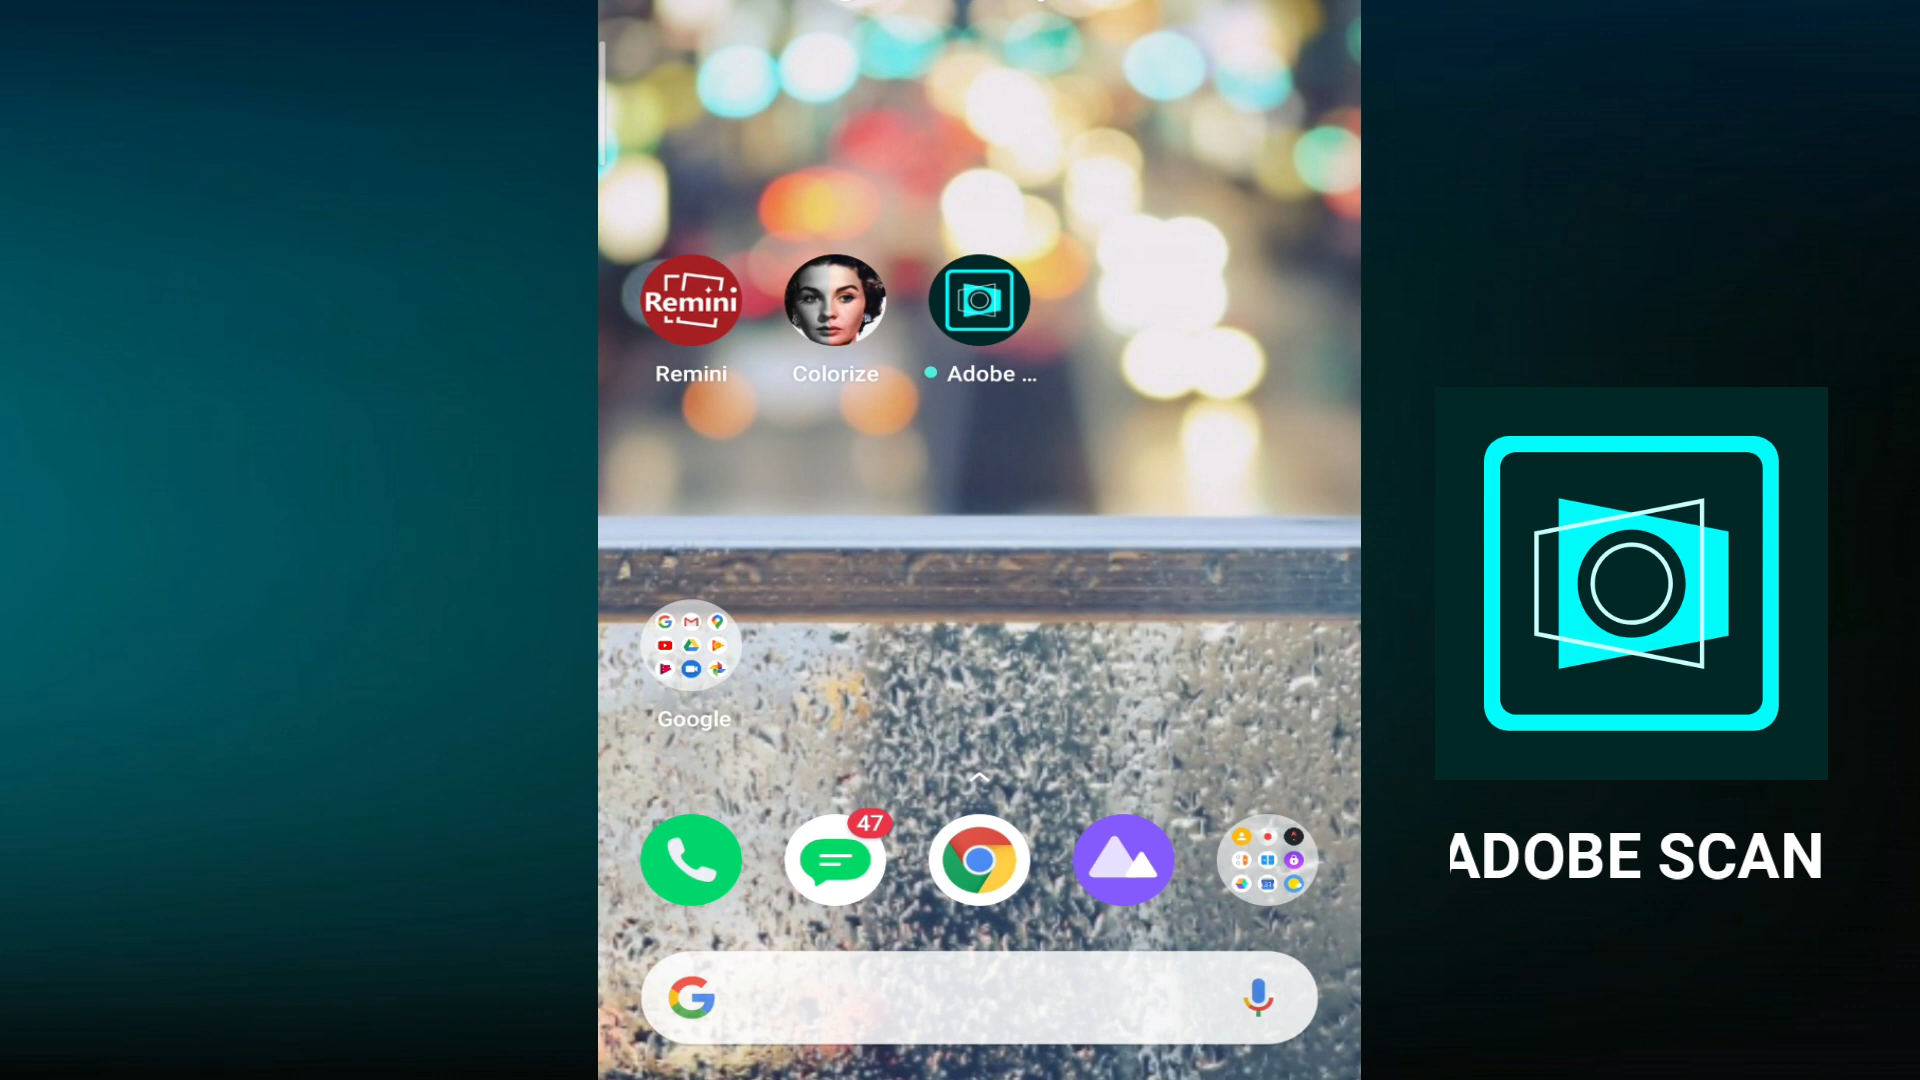 Remini
Remini
Colorize
Adobe ...
Google
47
ADOBE SCAN